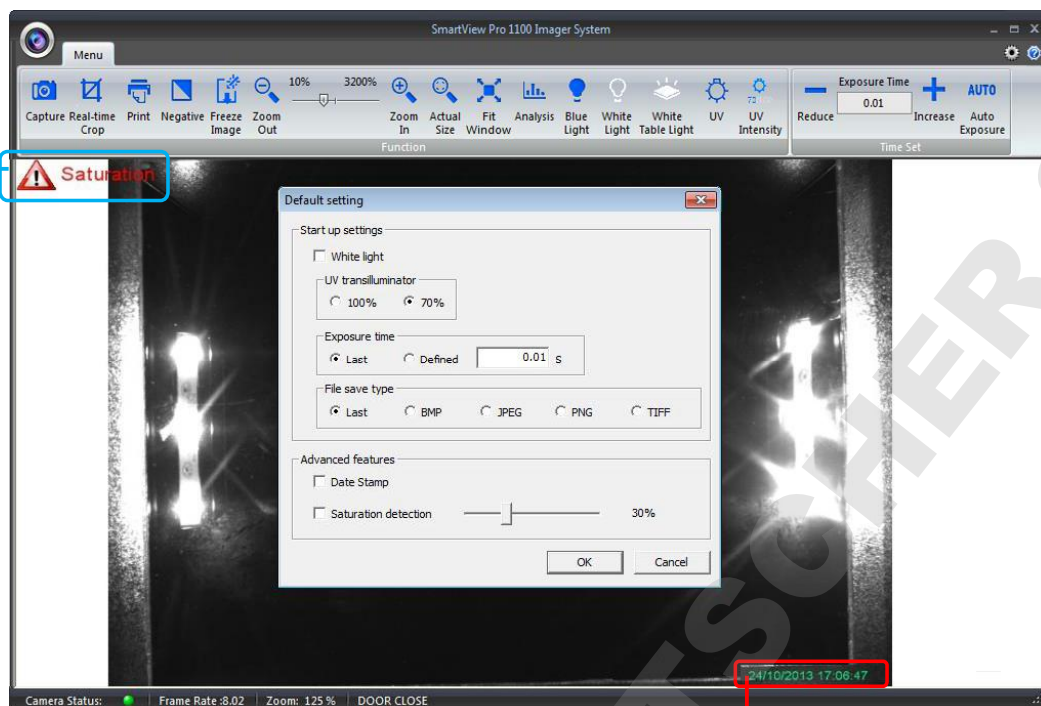 SmartView Pro 1100 Imager System
Menu
10% 3200%
Capture Real-time Crop Print Negative Freeze Image Zoom Out Zoom In Actual Size Fit Window Analysis Blue Light White Light White Table Light UV UV Intensity
Function
Reduce Exposure Time 0.01 Increase AUTO Auto Exposure
Time Set
Saturation
Default setting
Start up settings
White light
UV transilluminator
100% 70%
Exposure time
Last Defined 0.01 S
File save type
Last BMP JPEG PNG TIFF
Advanced features
Date Stamp
Saturation detection 30%
OK Cancel
24/10/2013 17:06:47
Camera Status: Frame Rate :8.02 Zoom: 125 % DOOR CLOSE